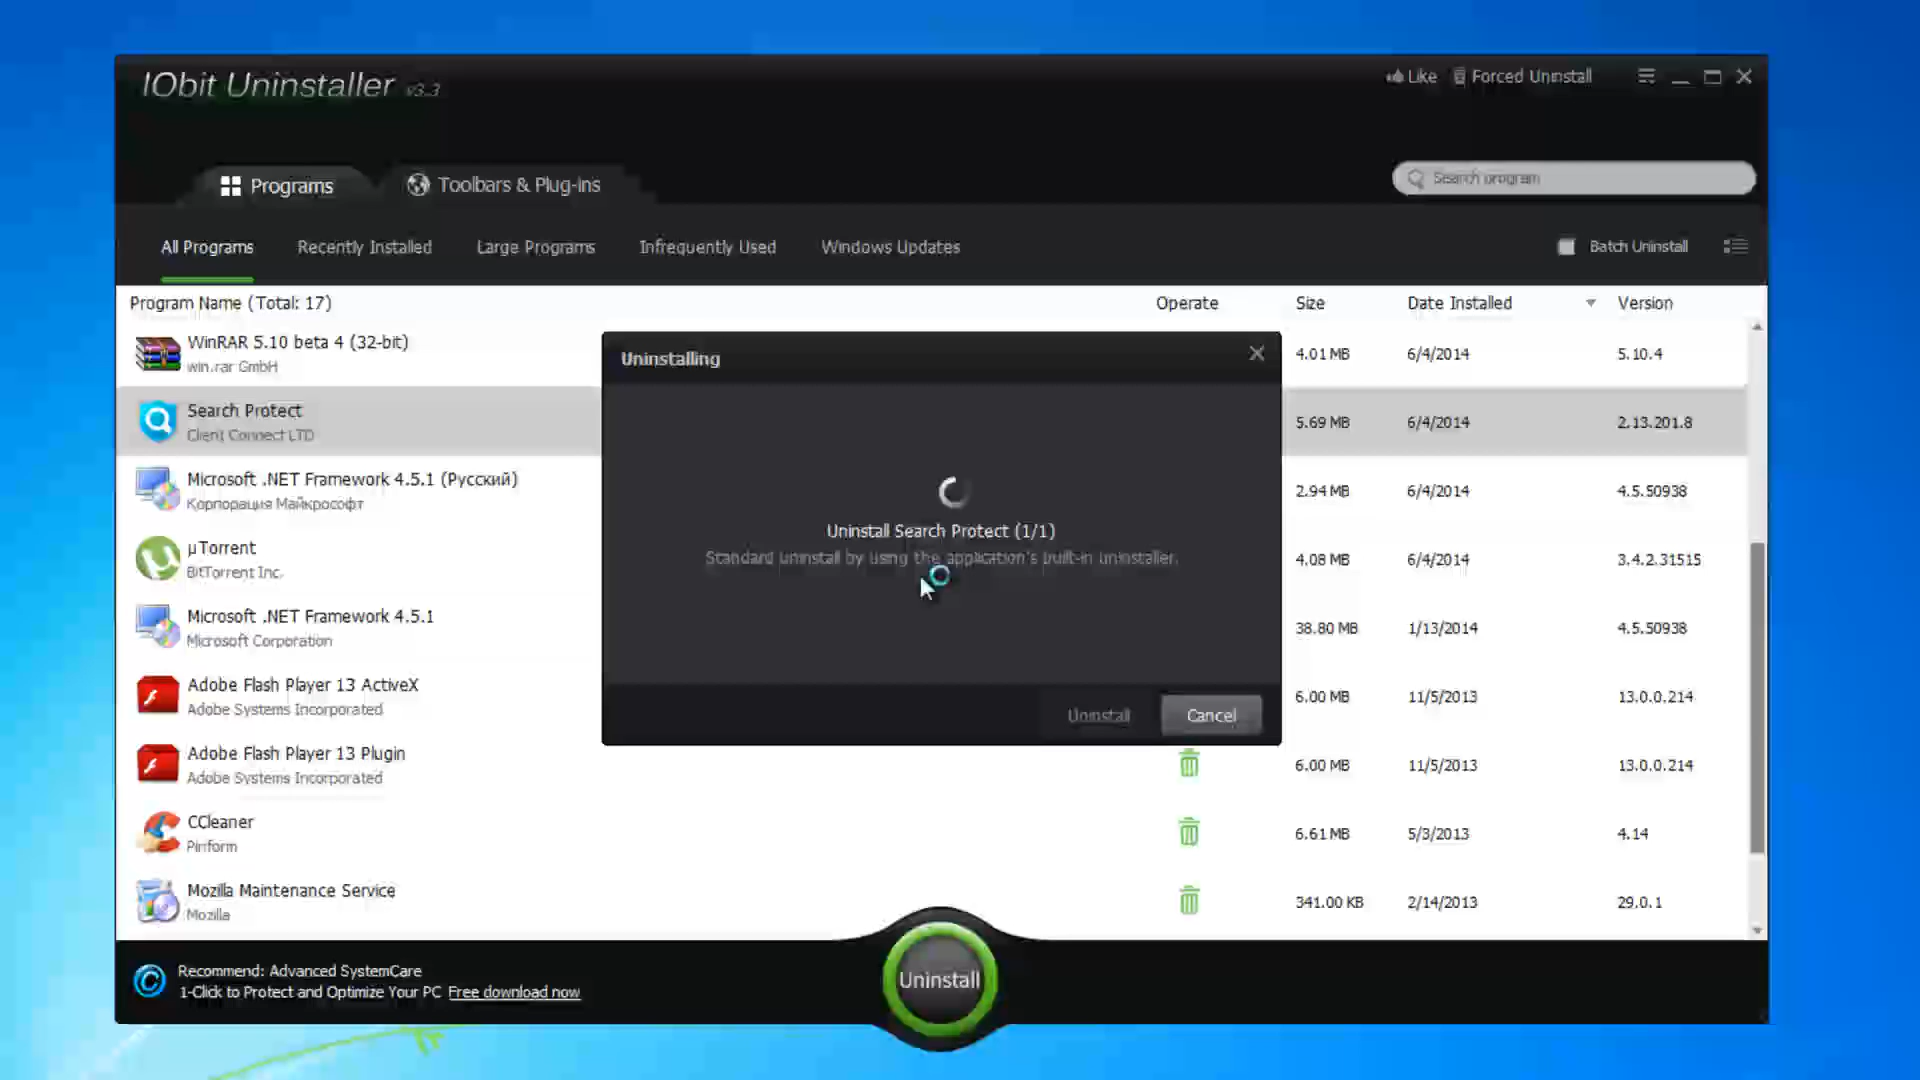 IObit Uninstaller v3.3
Like Forced Uninstall
Programs Toolbars & Plug-ins Search program
All Programs Recently Installed Large Programs Infrequently Used Windows Updates Batch Uninstall
Program Name (Total: 17) Operate Size Date Installed Version
WinRAR 5.10 beta 4 (32-bit)
win.rar GmbH
4.01 MB 6/4/2014 5.10.4
Search Protect
Client Connect LTD
5.69 MB 6/4/2014 2.13.201.8
Microsoft .NET Framework 4.5.1 (Русский)
Корпорация Майкрософт
2.94 MB 6/4/2014 4.5.50938
µTorrent
BitTorrent Inc.
4.08 MB 6/4/2014 3.4.2.31515
Microsoft .NET Framework 4.5.1
Microsoft Corporation
38.80 MB 1/13/2014 4.5.50938
Adobe Flash Player 13 ActiveX
Adobe Systems Incorporated
6.00 MB 11/5/2013 13.0.0.214
Adobe Flash Player 13 Plugin
Adobe Systems Incorporated
6.00 MB 11/5/2013 13.0.0.214
CCleaner
Piriform
6.61 MB 5/3/2013 4.14
Mozilla Maintenance Service
Mozilla
341.00 KB 2/14/2013 29.0.1
Uninstalling
Uninstall Search Protect (1/1)
Standard uninstall by using the application's built-in uninstaller.
Uninstall Cancel
Recommend: Advanced SystemCare
1-Click to Protect and Optimize Your PC Free download now
Uninstall